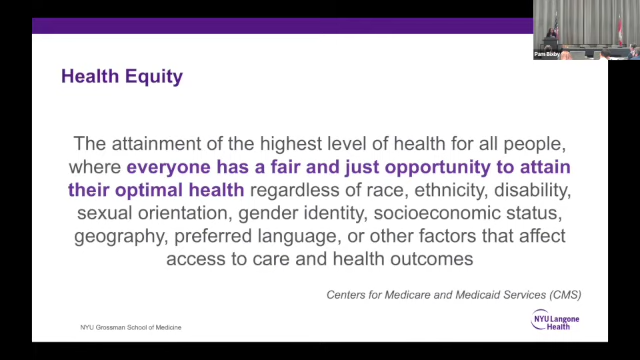 Health Equity
The attainment of the highest level of health for all people,
where everyone has a fair and just opportunity to attain
their optimal health regardless of race, ethnicity, disability,
sexual orientation, gender identity, socioeconomic status,
geography, preferred language, or other factors that affect
access to care and health outcomes
Centers for Medicare and Medicaid Services (CMS)
NYU Grossman School of Medicine
NYU Langone
Health
Pam Bixby